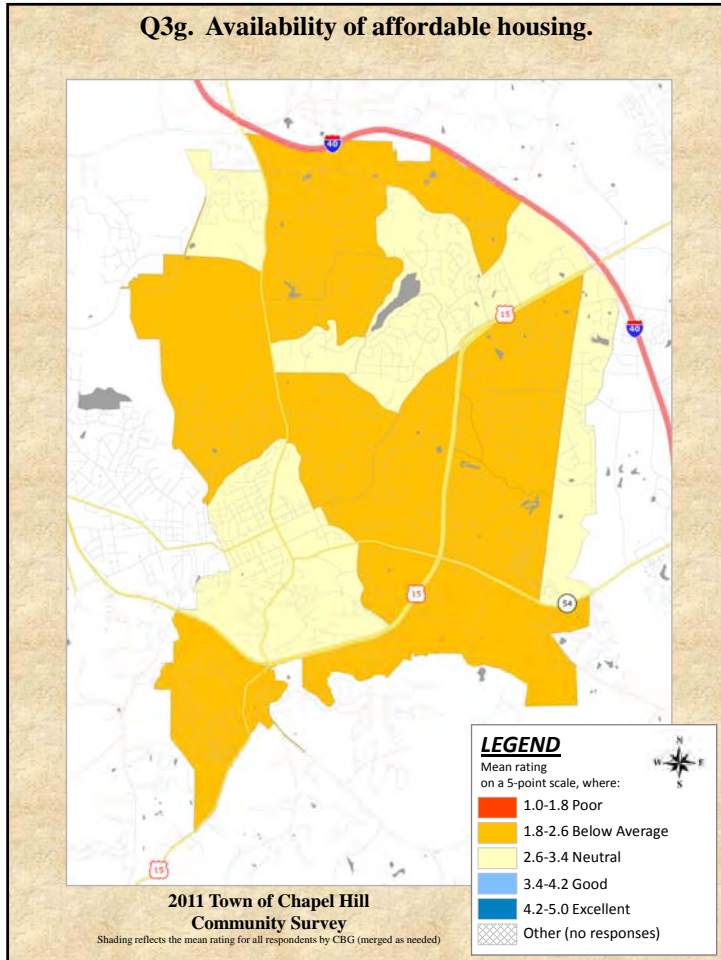 Q3g. Availability of affordable housing.
40
15
40
15
54
15
LEGEND
Mean rating
on a 5-point scale, where:
N
W E
S
1.0-1.8 Poor
1.8-2.6 Below Average
2.6-3.4 Neutral
3.4-4.2 Good
4.2-5.0 Excellent
Other (no responses)
2011 Town of Chapel Hill
Community Survey
Shading reflects the mean rating for all respondents by CBG (merged as needed)